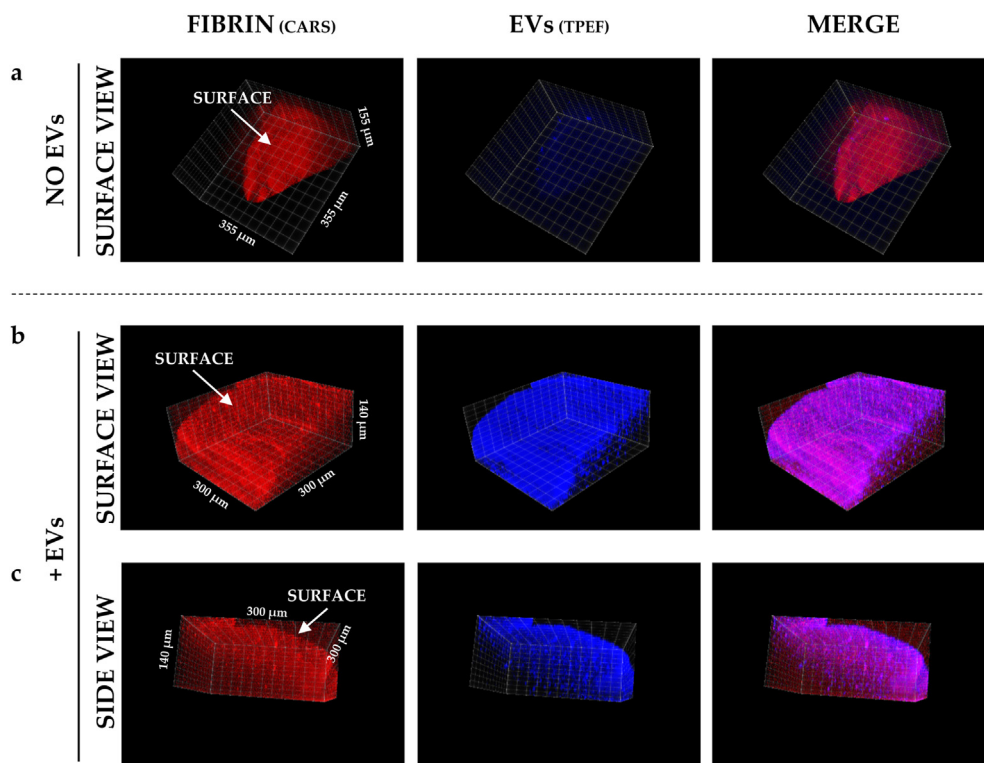 FIBRIN (CARS)
EVs (TPEF)
MERGE
a
NO EVs
SURFACE VIEW
SURFACE
155 µm
355 µm
355 µm
b
+ EVs
SURFACE VIEW
SURFACE
140 µm
300 µm
300 µm
c
SIDE VIEW
SURFACE
300 µm
300 µm
140 µm